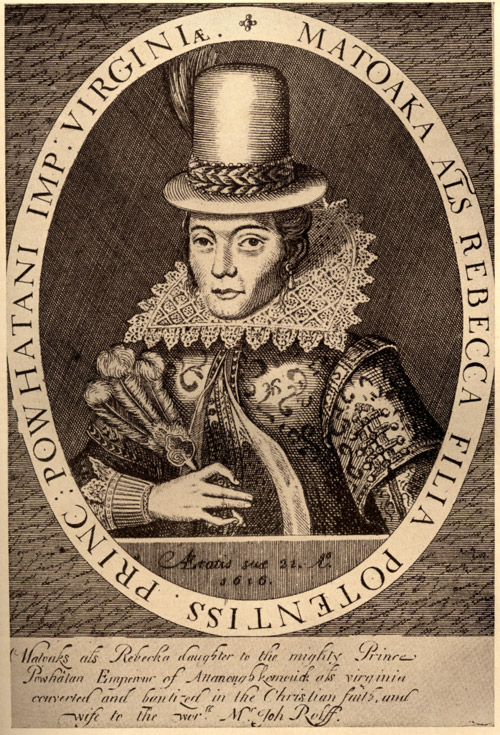 MATOAKA ALS REBECCA FILIA POTENTISS : PRINC : POWHATANI IMP : VIRGINIÆ .
Ætatis suæ 21. Aº.
1616.
Matoaks als Rebecka daughter to the mighty Prince
Powhatan Emperour of Attanoughkomouck als virginia
converted and baptized in the Christian faith, and
wife to the worth Mr. Joh Rolff.